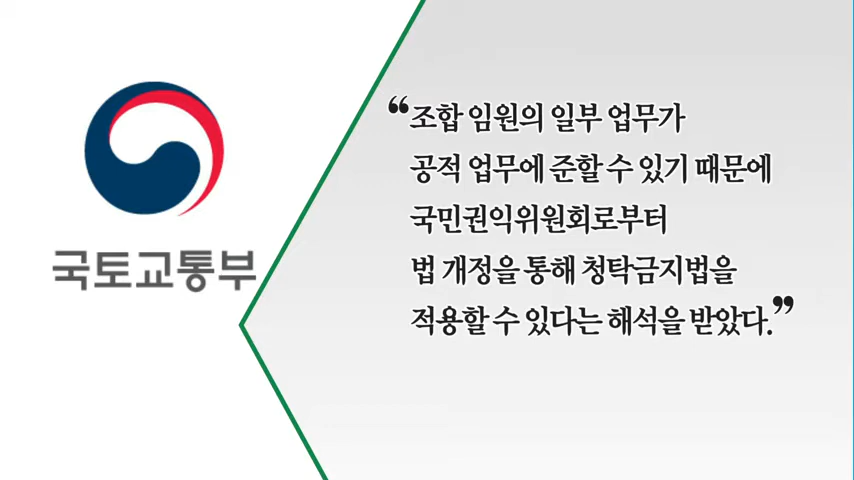 국토교통부
“조합 임원의 일부 업무가
공적 업무에 준할 수 있기 때문에
국민권익위원회로부터
법 개정을 통해 청탁금지법을
적용할 수 있다는 해석을 받았다.”